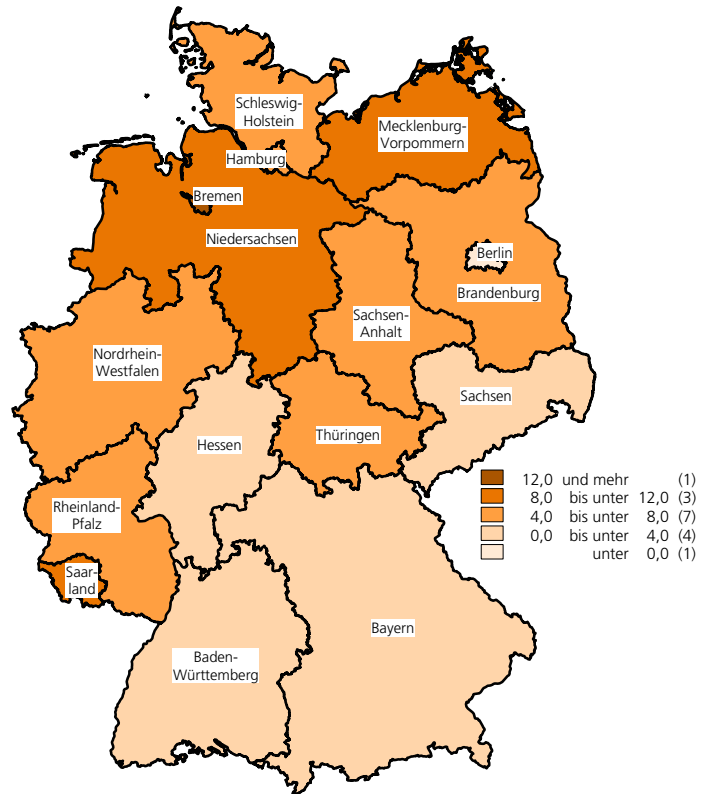 Schleswig-
Holstein
Mecklenburg-
Vorpommern
Hamburg
Bremen
Niedersachsen
Berlin
Brandenburg
Sachsen-
Anhalt
Nordrhein-
Westfalen
Sachsen
Hessen
Thüringen
Rheinland-
Pfalz
Saar-
land
Bayern
Baden-
Württemberg
12,0 und mehr (1)
8,0 bis unter 12,0 (3)
4,0 bis unter 8,0 (7)
0,0 bis unter 4,0 (4)
unter 0,0 (1)